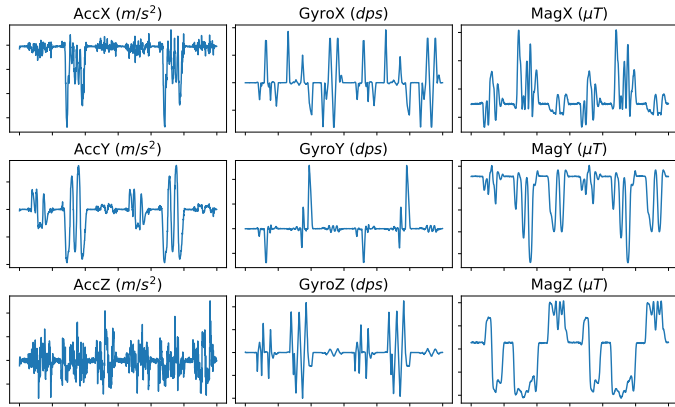 AccX (m/s²) GyroX (dps) MagX (μT)
AccY (m/s²) GyroY (dps) MagY (μT)
AccZ (m/s²) GyroZ (dps) MagZ (μT)